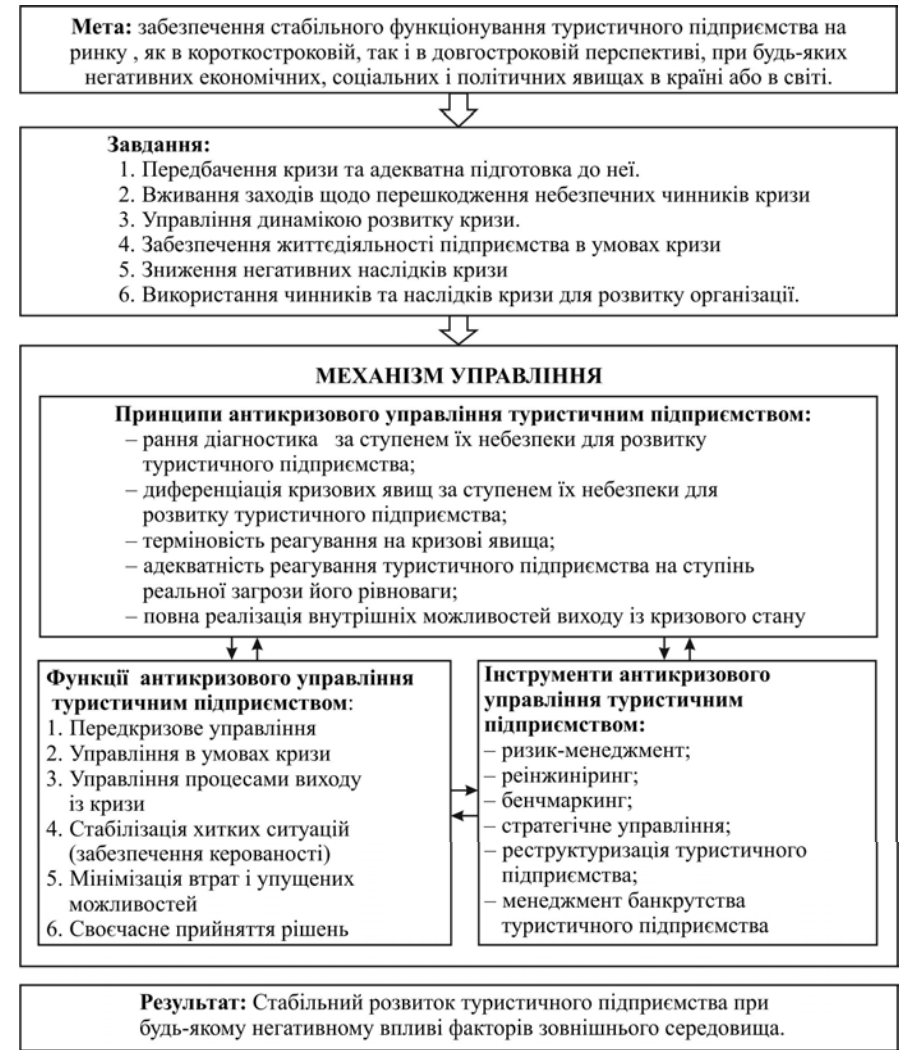 Мета: забезпечення стабільного функціонування туристичного підприємства на
ринку , як в короткостроковій, так і в довгостроковій перспективі, при будь-яких
негативних економічних, соціальних і політичних явищах в країні або в світі.
Завдання:
1. Передбачення кризи та адекватна підготовка до неї.
2. Вживання заходів щодо перешкодження небезпечних чинників кризи
3. Управління динамікою розвитку кризи.
4. Забезпечення життєдіяльності підприємства в умовах кризи
5. Зниження негативних наслідків кризи
6. Використання чинників та наслідків кризи для розвитку організації.
МЕХАНІЗМ УПРАВЛІННЯ
Принципи антикризового управління туристичним підприємством:
– рання діагностика за ступенем їх небезпеки для розвитку
туристичного підприємства;
– диференціація кризових явищ за ступенем їх небезпеки для
розвитку туристичного підприємства;
– терміновість реагування на кризові явища;
– адекватність реагування туристичного підприємства на ступінь
реальної загрози його рівноваги;
– повна реалізація внутрішніх можливостей виходу із кризового стану
Функції антикризового управління
туристичним підприємством:
1. Передкризове управління
2. Управління в умовах кризи
3. Управління процесами виходу
із кризи
4. Стабілізація хитких ситуацій
(забезпечення керованості)
5. Мінімізація втрат і упущених
можливостей
6. Своєчасне прийняття рішень
Інструменти антикризового
управління туристичним
підприємством:
– ризик-менеджмент;
– реінжиніринг;
– бенчмаркинг;
– стратегічне управління;
– реструктуризація туристичного
підприємства;
– менеджмент банкрутства
туристичного підприємства
Результат: Стабільний розвиток туристичного підприємства при
будь-якому негативному впливі факторів зовнішнього середовища.